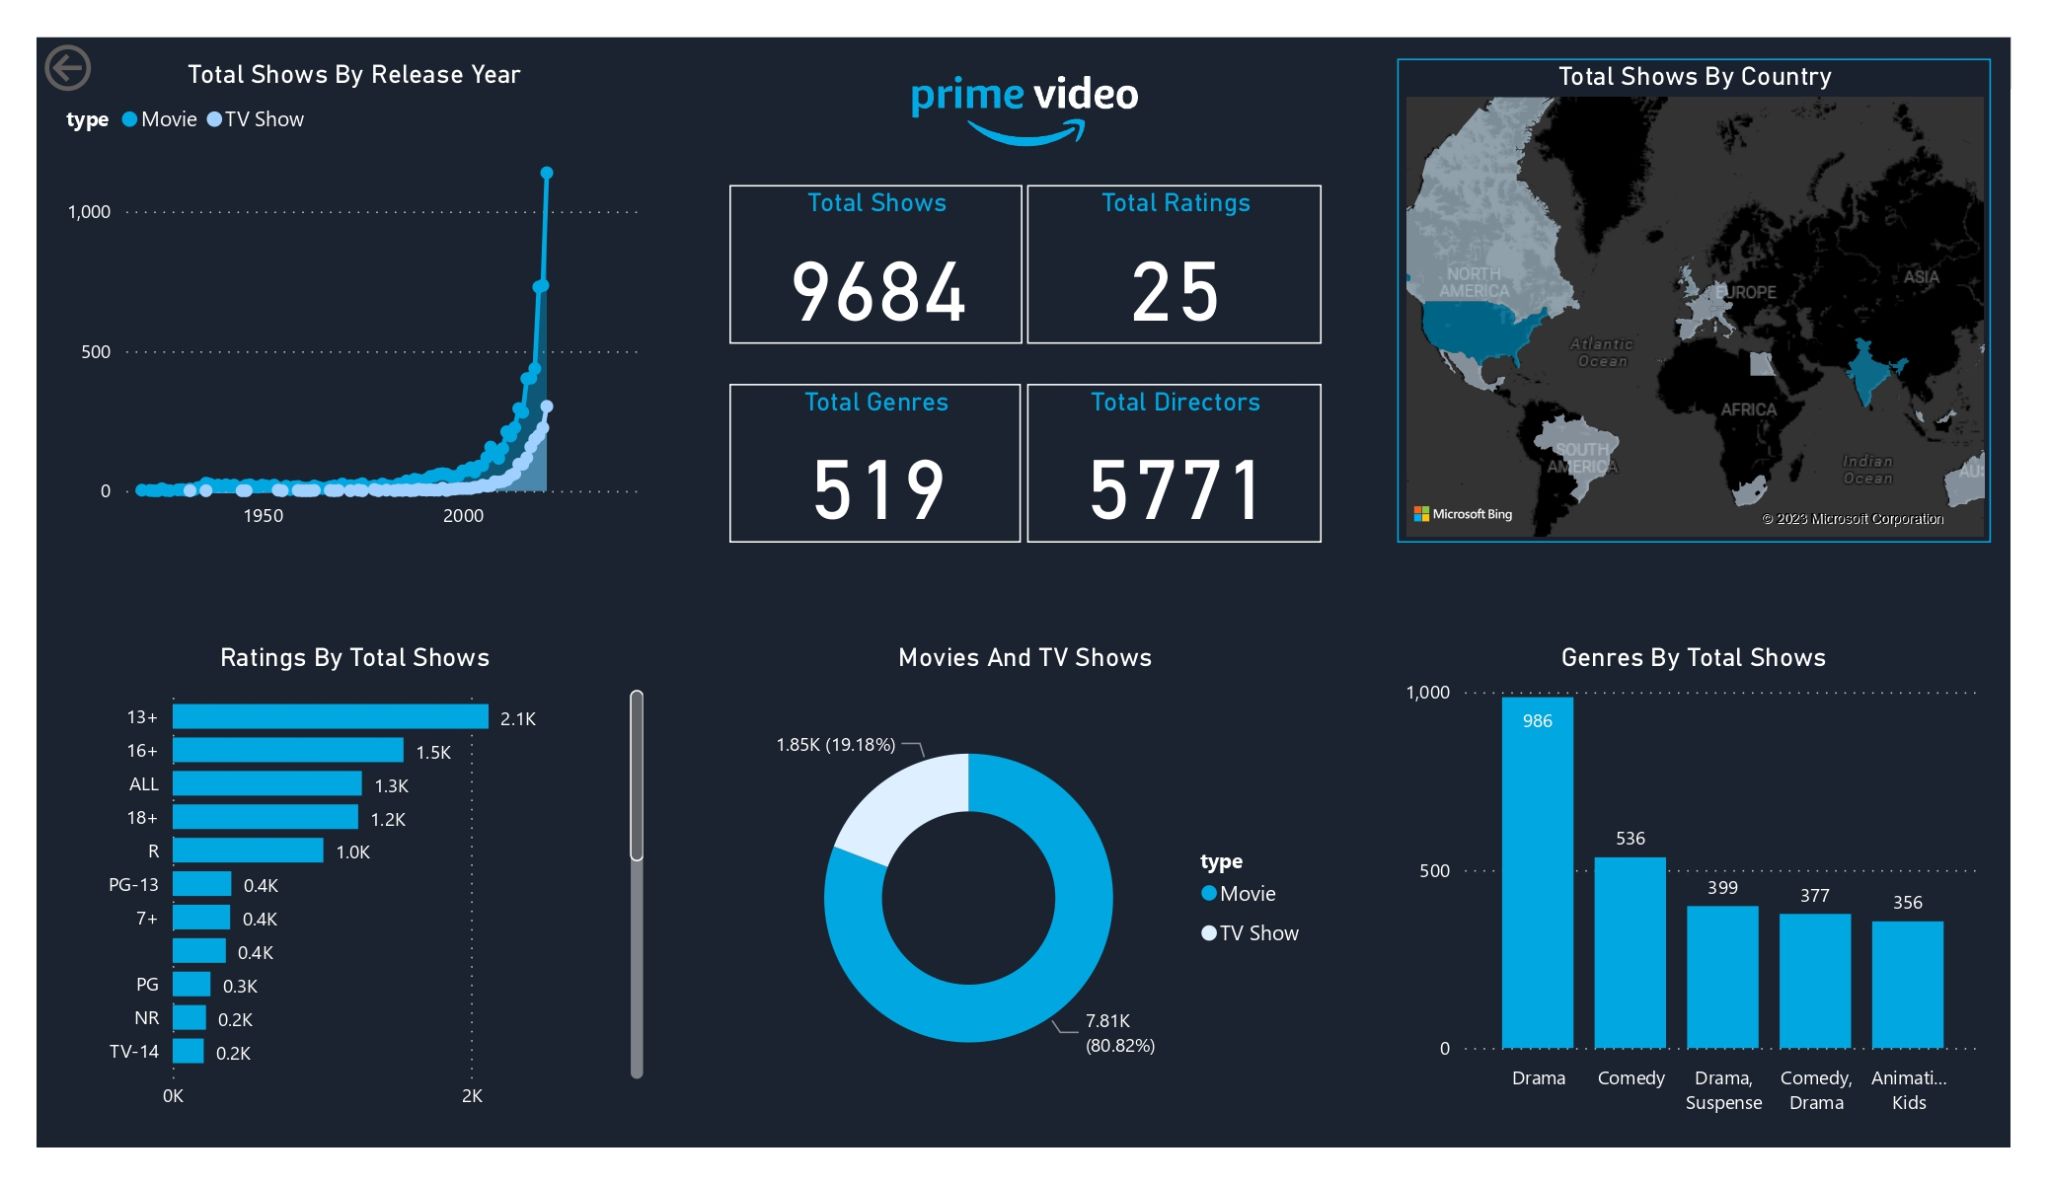 Total Shows By Release Year
type Movie TV Show
1,000
500
0
1950 2000
prime video
Total Shows
9684
Total Ratings
25
Total Genres
519
Total Directors
5771
Total Shows By Country
NORTH
AMERICA
EUROPE
ASIA
Atlantic
Ocean
AFRICA
SOUTH
AMERICA
Indian
Ocean
AUS
Microsoft Bing
© 2023 Microsoft Corporation
Ratings By Total Shows
13+ 2.1K
16+ 1.5K
ALL 1.3K
18+ 1.2K
R 1.0K
PG-13 0.4K
7+ 0.4K
0.4K
PG 0.3K
NR 0.2K
TV-14 0.2K
0K 2K
Movies And TV Shows
1.85K (19.18%)
7.81K
(80.82%)
type
Movie
TV Show
Genres By Total Shows
1,000
500
0
986
536
399
377
356
Drama
Comedy
Drama,
Suspense
Comedy,
Drama
Animati...
Kids